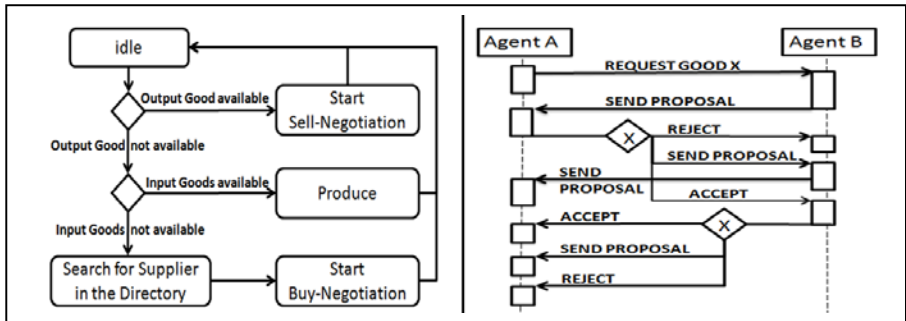 idle
Output Good available
Start
Sell-Negotiation
Output Good not available
Input Goods available
Produce
Input Goods not available
Search for Supplier
in the Directory
Start
Buy-Negotiation
Agent A
Agent B
REQUEST GOOD X
SEND PROPOSAL
X
REJECT
SEND PROPOSAL
SEND
PROPOSAL
ACCEPT
ACCEPT
X
SEND PROPOSAL
REJECT